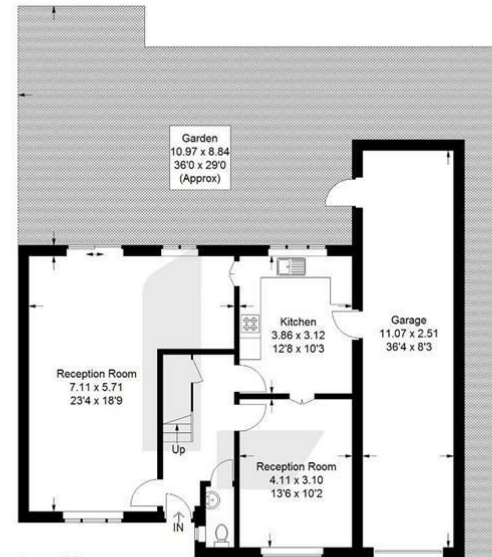 Garden
10.97 x 8.84
36'0 x 29'0
(Approx)
Kitchen
3.86 x 3.12
12'8 x 10'3
Garage
11.07 x 2.51
36'4 x 8'3
Reception Room
7.11 x 5.71
23'4 x 18'9
Up
Reception Room
4.11 x 3.10
13'6 x 10'2
IN